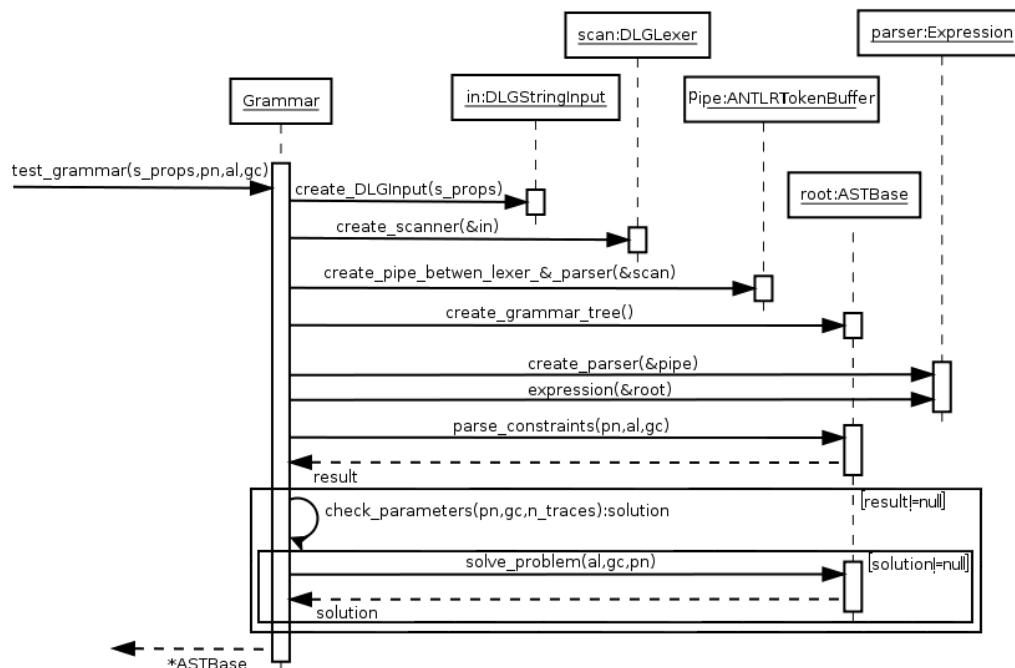 scan:DLGLexer
parser:Expression
Grammar
in:DLGStringInput
Pipe:ANTLRTokenBuffer
test_grammar(s_props,pn,al,gc)
create_DLGInput(s_props)
root:ASTBase
create_scanner(&in)
create_pipe_betwen_lexer_&_parser(&scan)
create_grammar_tree()
create_parser(&pipe)
expression(&root)
parse_constraints(pn,al,gc)
result
[result!=null]
check_parameters(pn,gc,n_traces):solution
solve_problem(al,gc,pn)
[solution!=null]
solution
*ASTBase